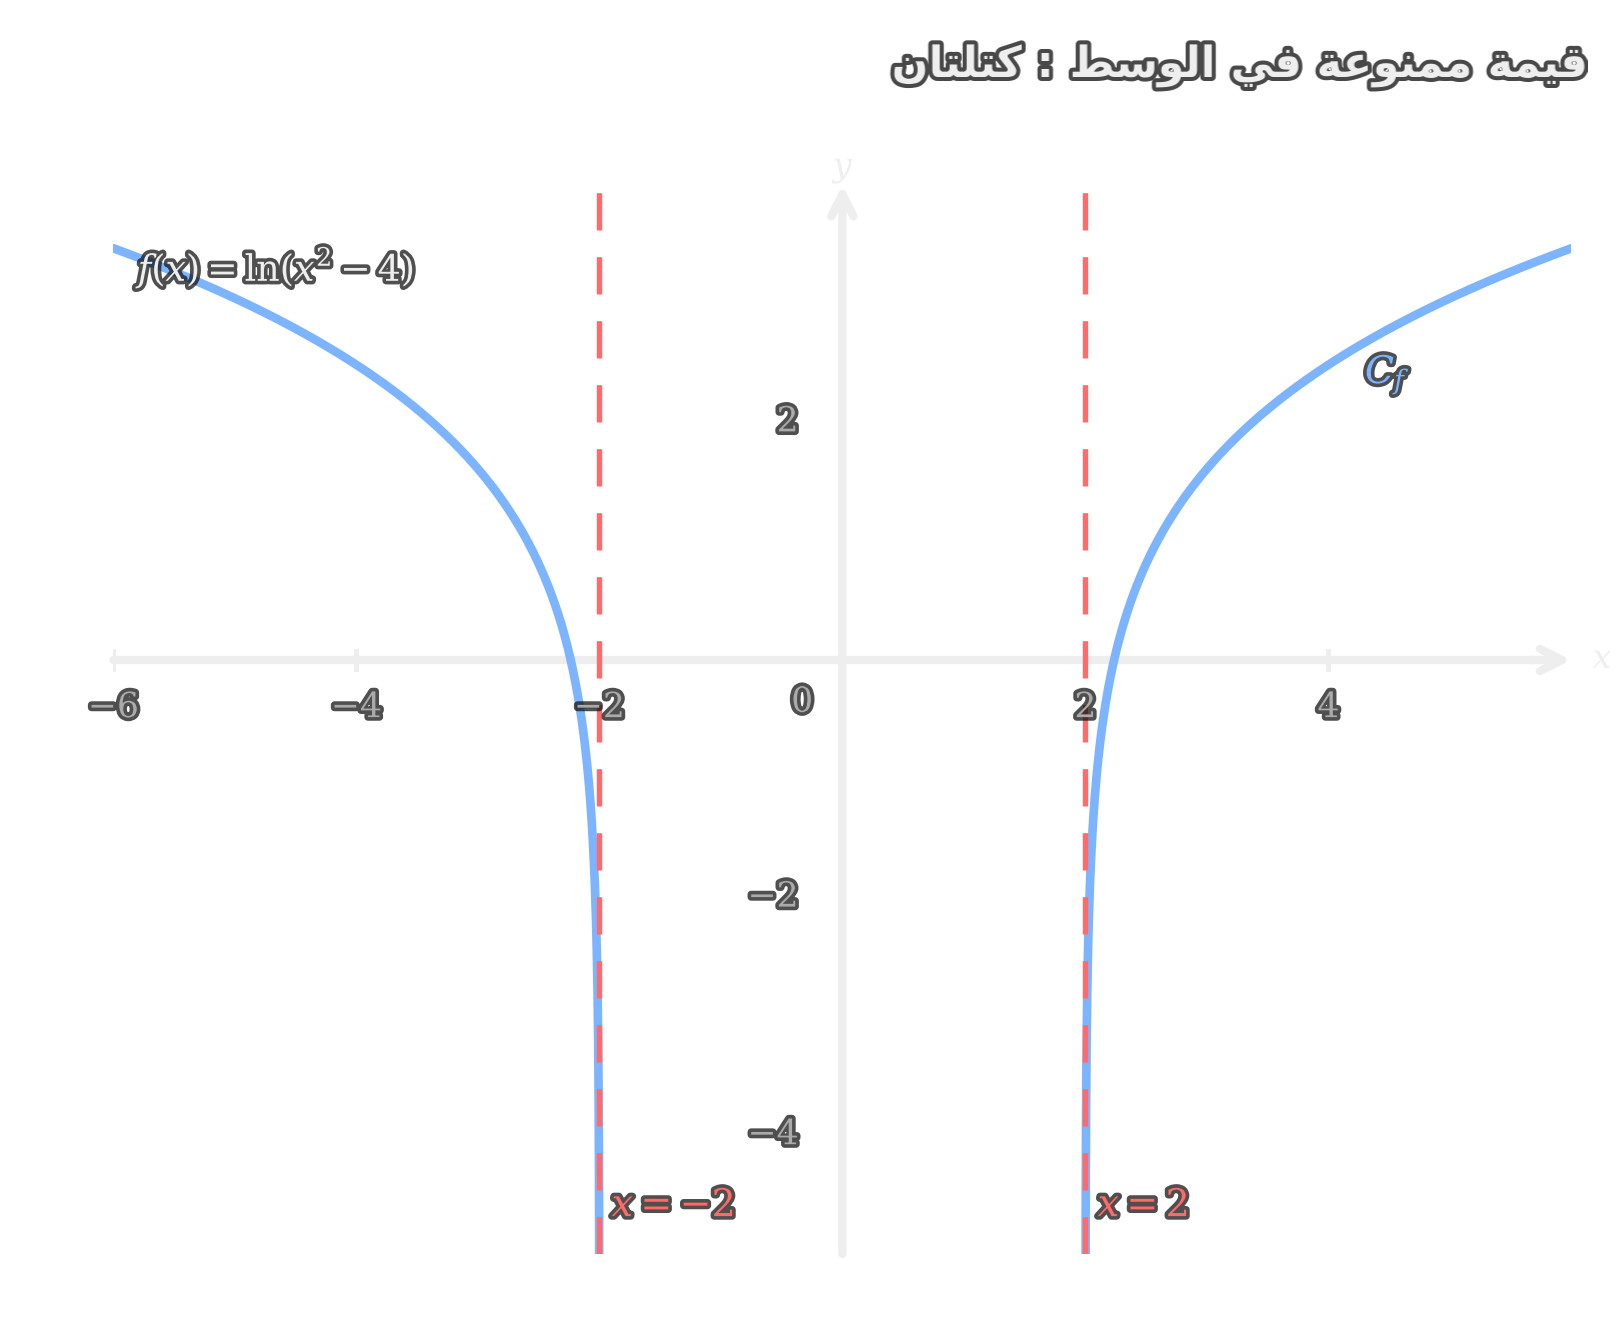 قيمة ممنوعة في الوسط : كتلتان
y
f(x) = ln(x² − 4)
C_f
2
x
−6
−4
−2
0
2
4
−2
−4
x = −2
x = 2